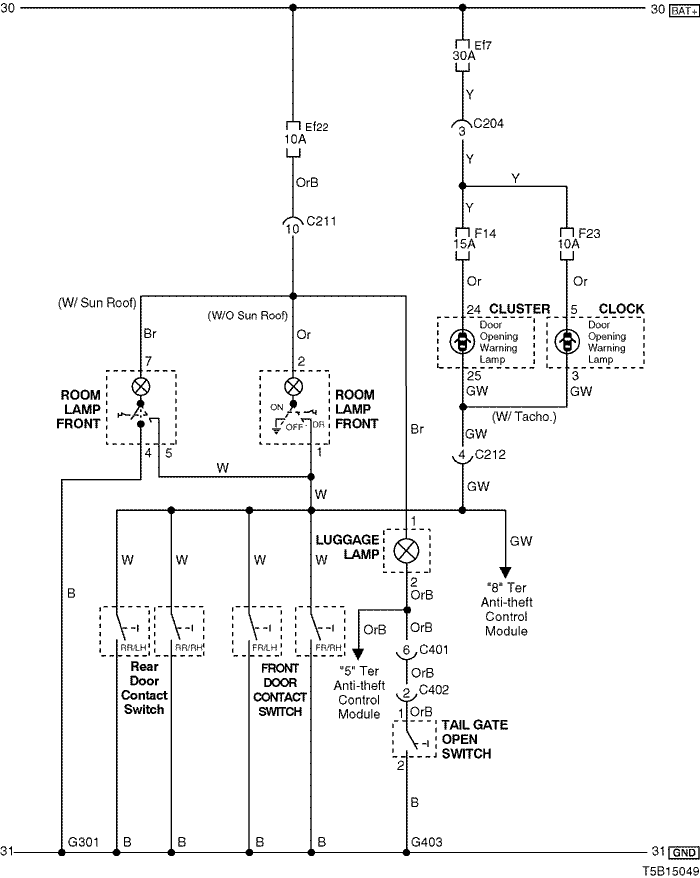 30
30 BAT+
Ef7
30A
Y
C204
3
Ef22
10A
Y
Y
OrB
Y
F14
15A
F23
10A
C211
10
Or
Or
(W/ Sun Roof)
(W/O Sun Roof)
24 CLUSTER
5 CLOCK
Door
Opening
Warning
Lamp
Door
Opening
Warning
Lamp
Br
Or
7
2
25
3
GW
GW
ROOM
LAMP
FRONT
ROOM
LAMP
FRONT
ON
OFF
DR
(W/ Tacho.)
GW
Br
4 5
1
4
C212
W
W
GW
1
LUGGAGE
LAMP
GW
W
W
W
W
2
OrB
"8" Ter
Anti-theft
Control
Module
B
OrB
OrB
RR/LH
RR/RH
FR/LH
FR/RH
6
C401
Rear
Door
Contact
Switch
FRONT
DOOR
CONTACT
SWITCH
"5" Ter
Anti-theft
Control
Module
OrB
2
C402
1
OrB
TAIL GATE
OPEN
SWITCH
2
B
G301
B
B
B
B
G403
31
31 GND
T5B15049